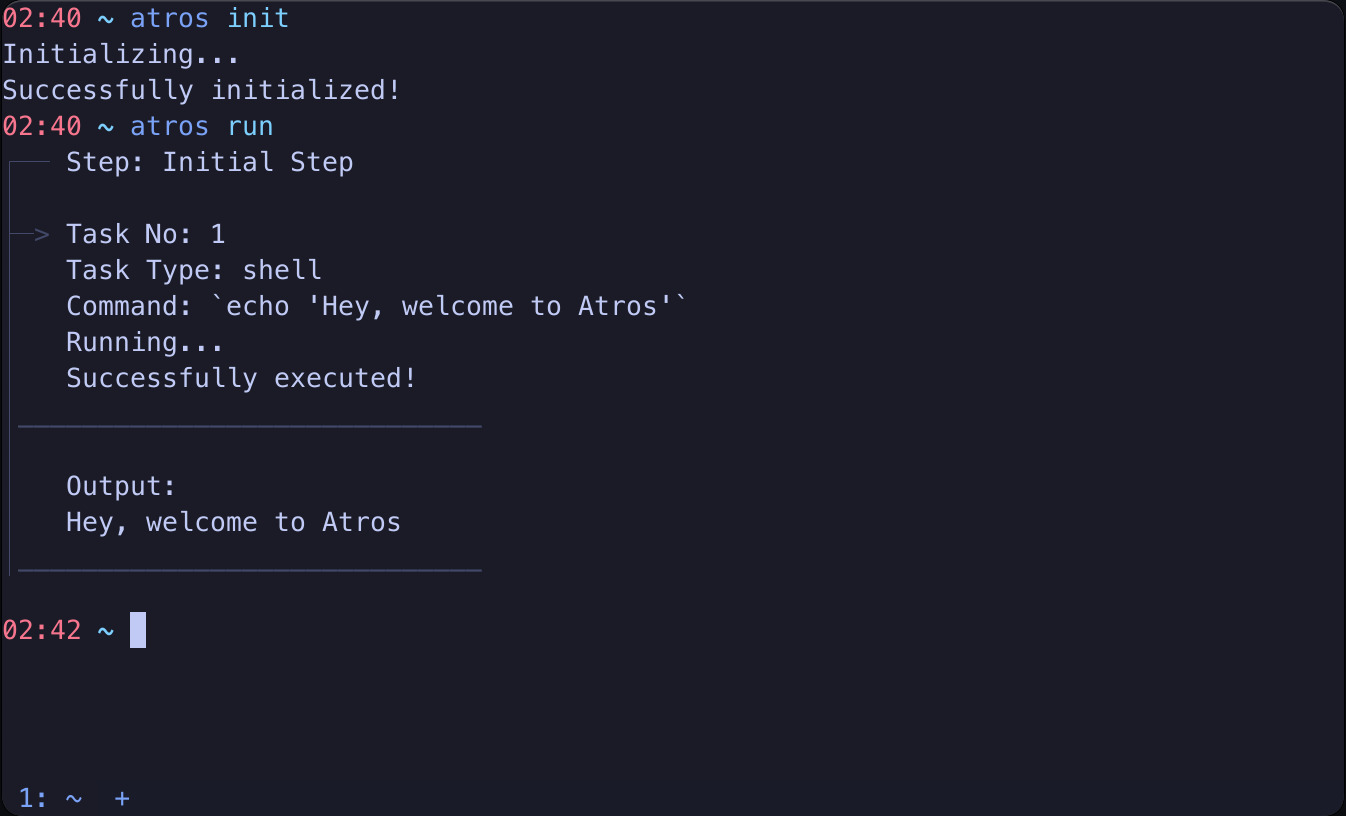 02:40 ~ atros init
Initializing...
Successfully initialized!
02:40 ~ atros run
Step: Initial Step
> Task No: 1
Task Type: shell
Command: `echo 'Hey, welcome to Atros'`
Running...
Successfully executed!
Output:
Hey, welcome to Atros
02:42 ~
1: ~ +